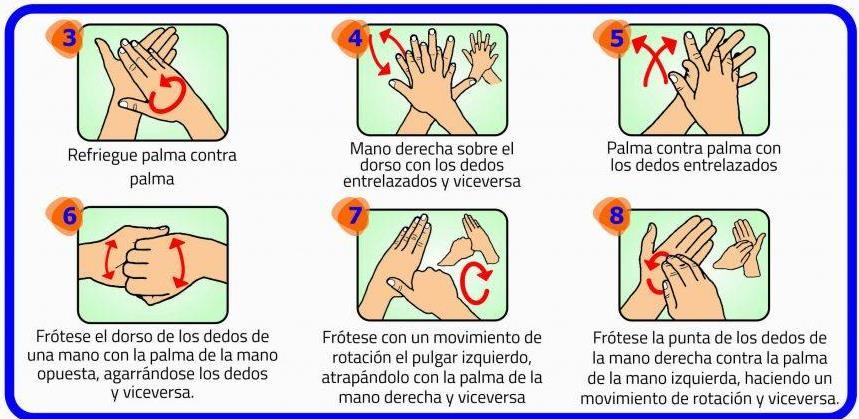 3
Refriegue palma contra
palma
4
Mano derecha sobre el
dorso con los dedos
entrelazados y viceversa
5
Palma contra palma con
los dedos entrelazados
6
Frótese el dorso de los dedos de
una mano con la palma de la mano
opuesta, agarrándose los dedos
y viceversa.
7
Frótese con un movimiento de
rotación el pulgar izquierdo,
atrapándolo con la palma de la
mano derecha y viceversa
8
Frótese la punta de los dedos de
la mano derecha contra la palma
de la mano izquierda, haciendo un
movimiento de rotación y viceversa.